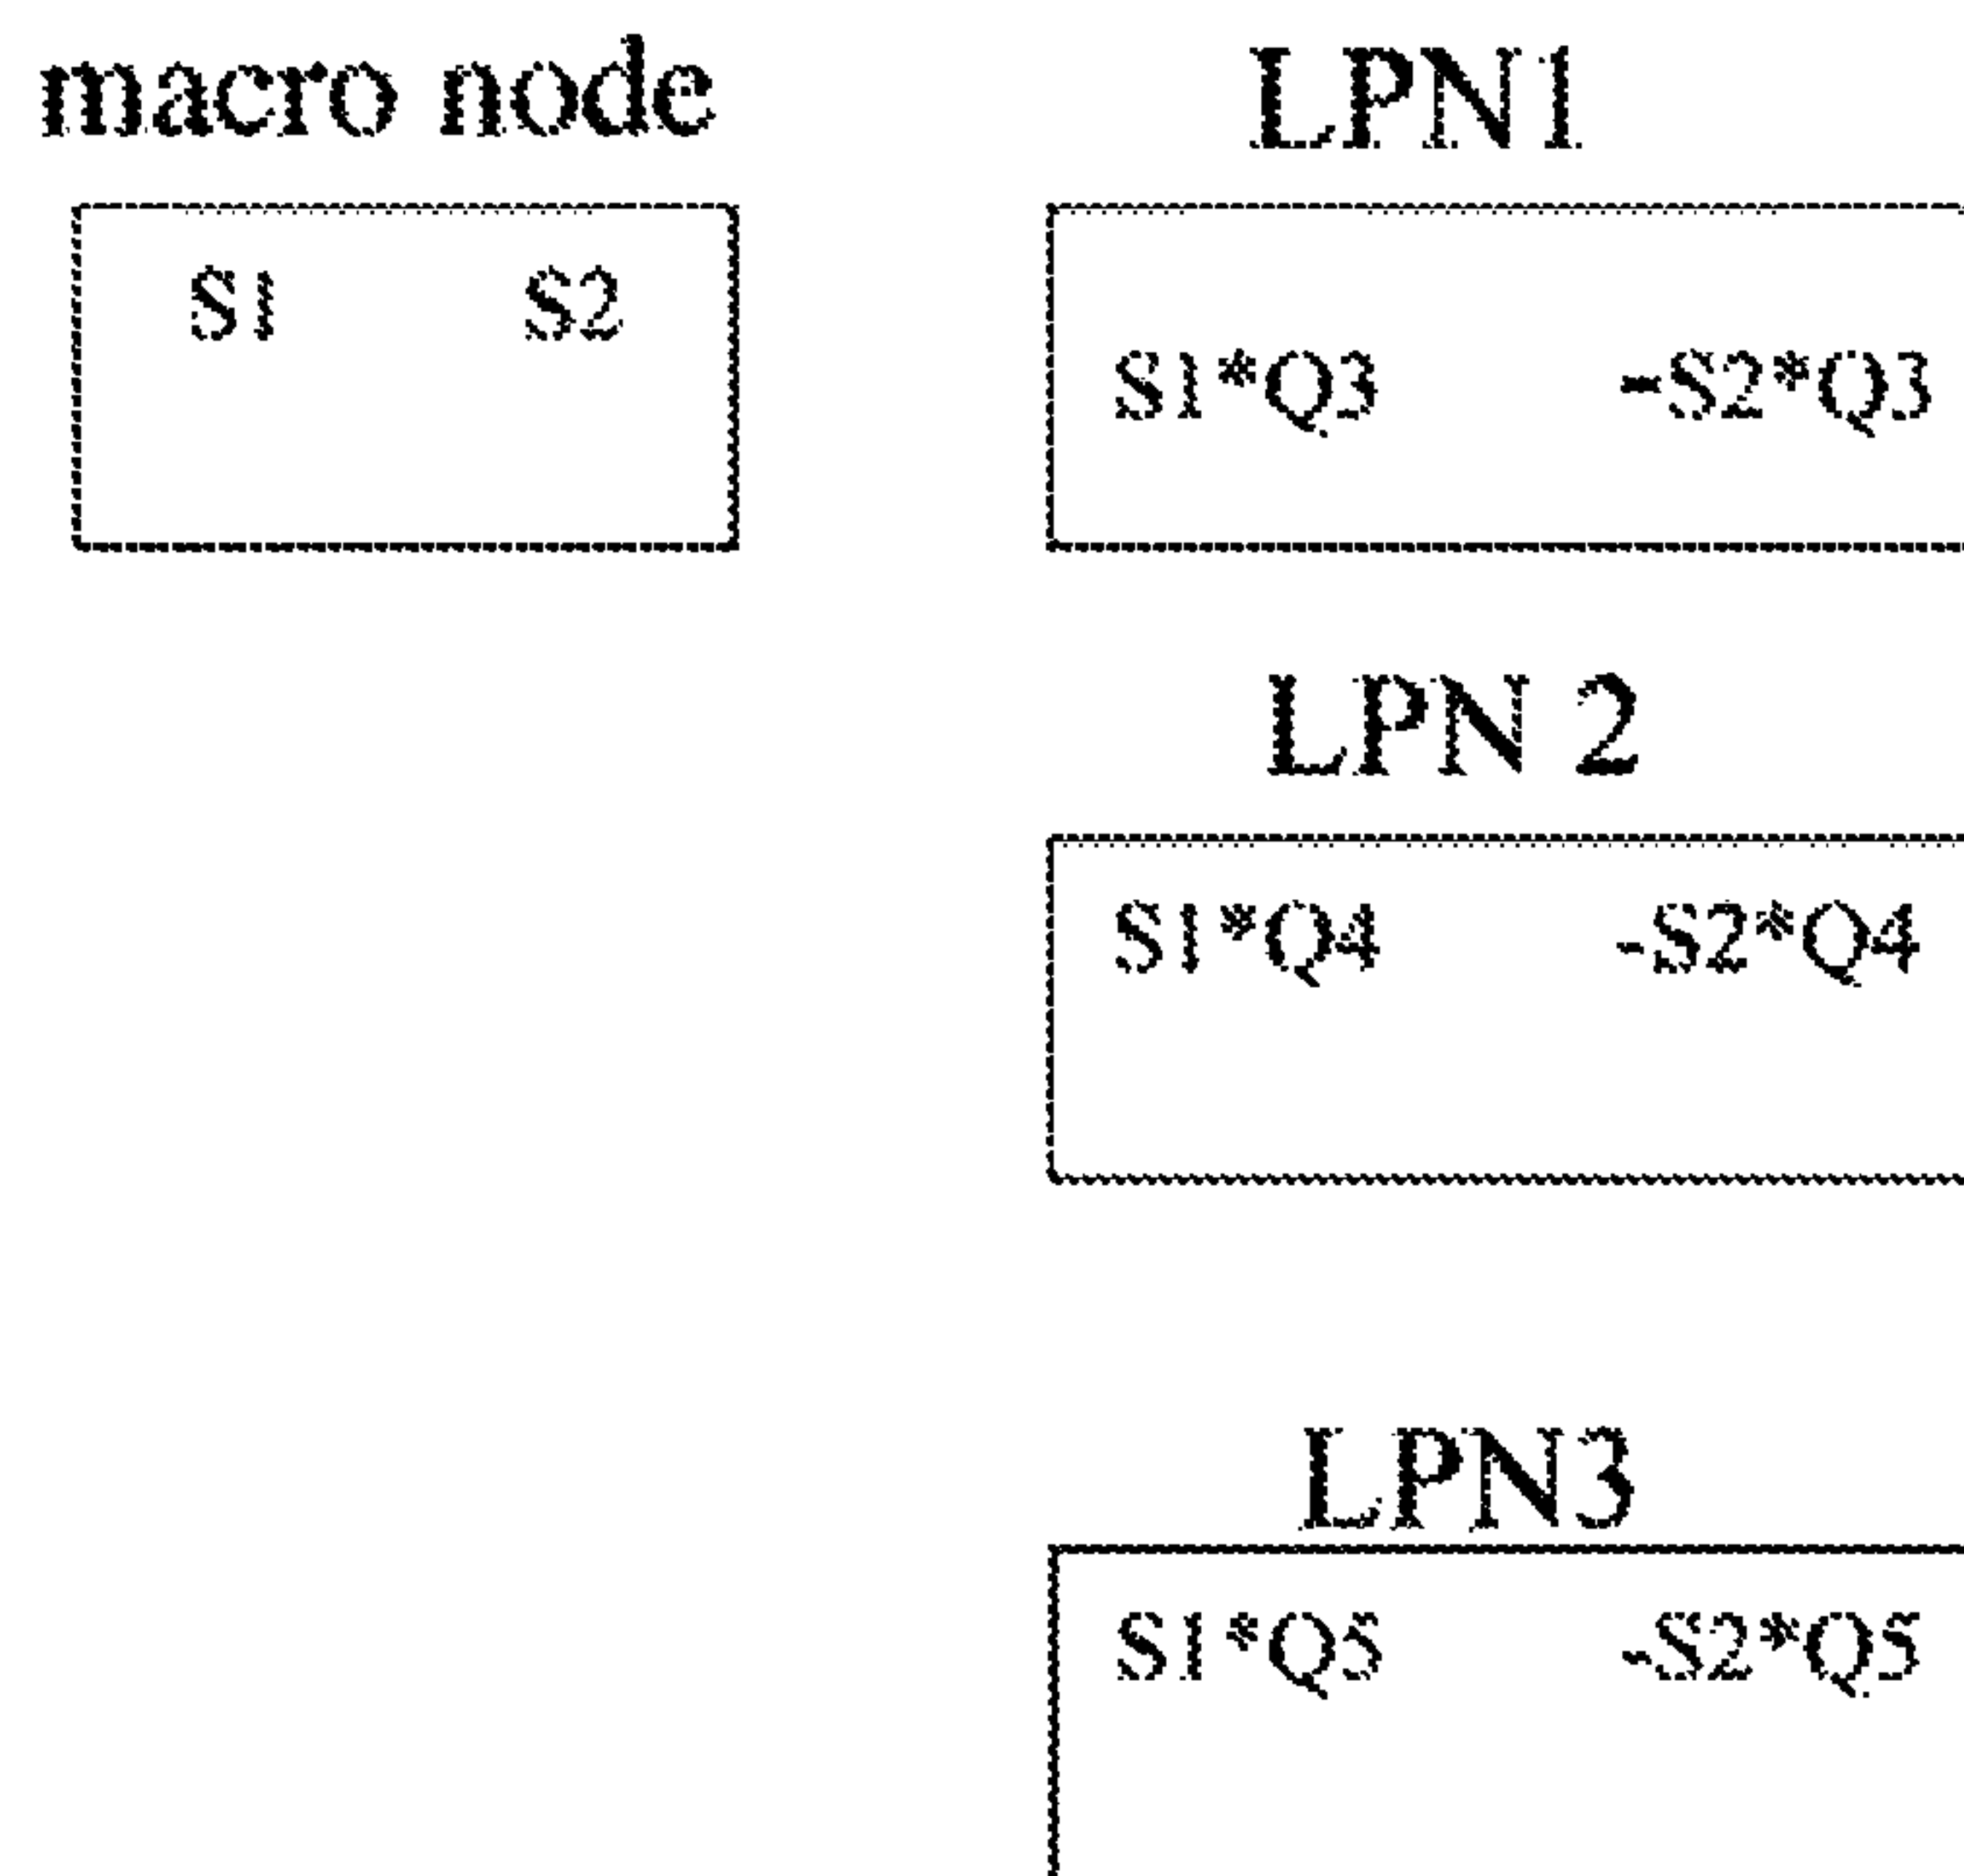 macro node LPN1
S1 S2
S1*Q3 -S2*Q3
LPN 2
S1*Q4 -S2*Q4
LPN3
S1*Q5 -S2*Q5